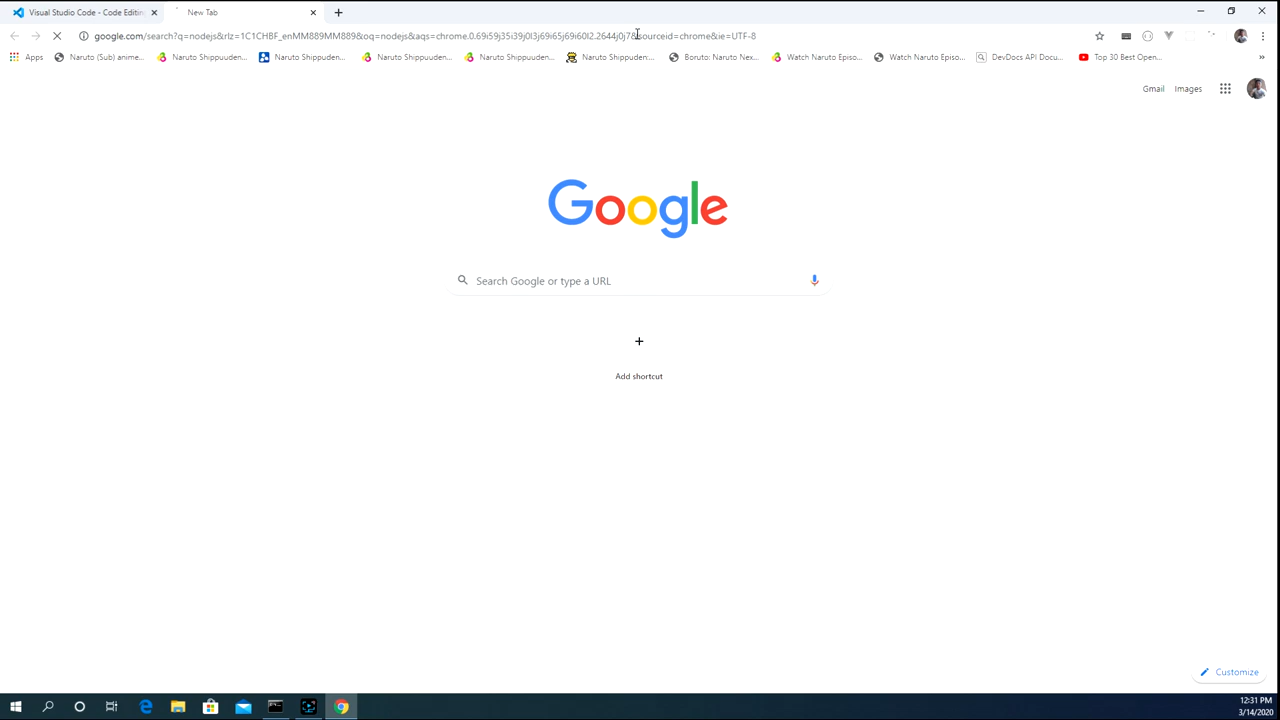 Visual Studio Code - Code Editin
New Tab
google.com/search?q=nodejs&rlz=1C1CHBF_enMM889MM889&oq=nodejs&aqs=chrome.0.69i59j35i39j0l3j69i65j69i60l2.2644j0j7&sourceid=chrome&ie=UTF-8
Apps Naruto (Sub) anime... Naruto Shippuuden... Naruto Shippuden... Naruto Shippuuden... Naruto Shippuuden... Naruto Shippuden:... Boruto: Naruto Nex... Watch Naruto Episo... Watch Naruto Episo... DevDocs API Docu... Top 30 Best Open...
Gmail Images
Google
Search Google or type a URL
Add shortcut
Customize
12:31 PM
3/14/2020